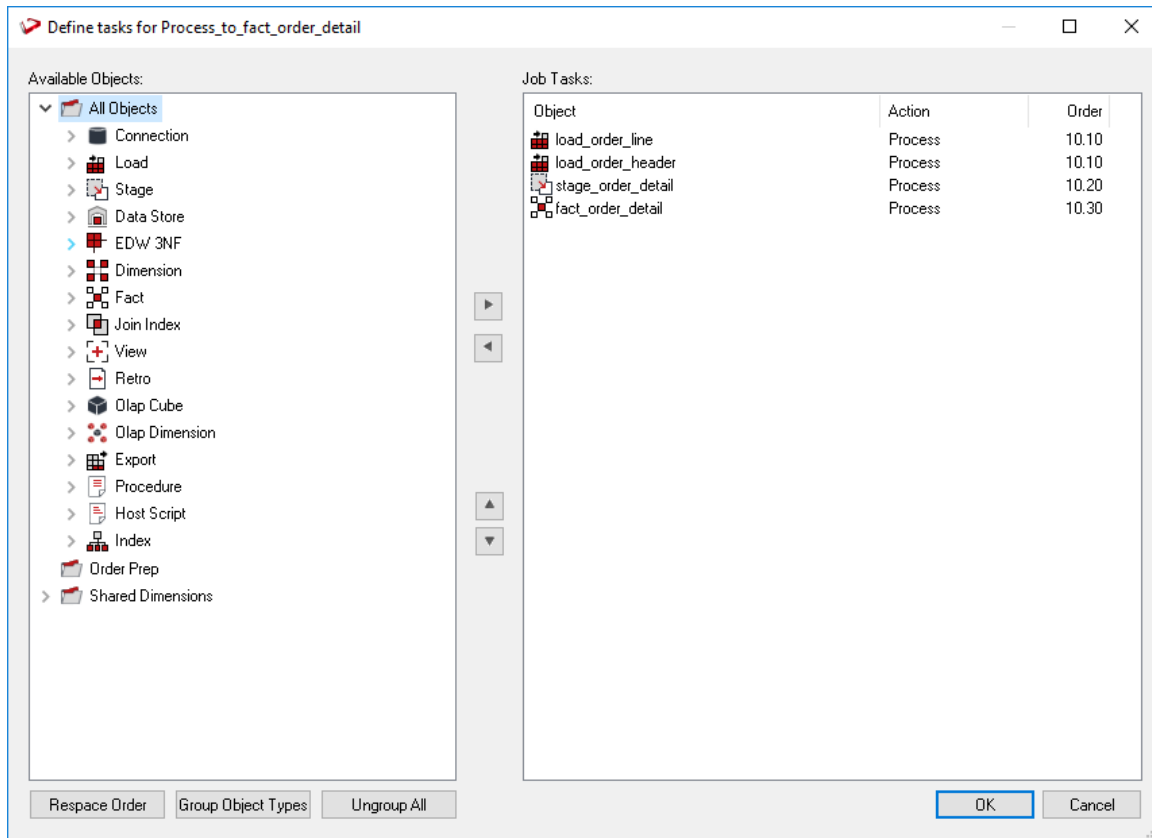 Define tasks for Process_to_fact_order_detail
Available Objects:
All Objects
Connection
Load
Stage
Data Store
EDW 3NF
Dimension
Fact
Join Index
View
Retro
Olap Cube
Olap Dimension
Export
Procedure
Host Script
Index
Order Prep
Shared Dimensions
Respace Order Group Object Types Ungroup All
Job Tasks:
Object Action Order
load_order_line Process 10.10
load_order_header Process 10.10
stage_order_detail Process 10.20
fact_order_detail Process 10.30
OK Cancel